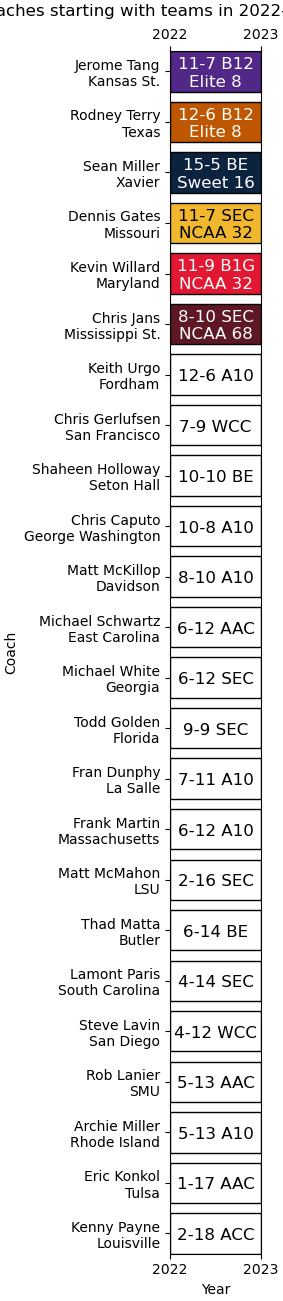 aches starting with teams in 2022-
2022 2023
Jerome Tang
Kansas St.
11-7 B12
Elite 8
Rodney Terry
Texas
12-6 B12
Elite 8
Sean Miller
Xavier
15-5 BE
Sweet 16
Dennis Gates
Missouri
11-7 SEC
NCAA 32
Kevin Willard
Maryland
11-9 B1G
NCAA 32
Chris Jans
Mississippi St.
8-10 SEC
NCAA 68
Keith Urgo
Fordham
12-6 A10
Chris Gerlufsen
San Francisco
7-9 WCC
Shaheen Holloway
Seton Hall
10-10 BE
Chris Caputo
George Washington
10-8 A10
Matt McKillop
Davidson
8-10 A10
Michael Schwartz
East Carolina
6-12 AAC
Michael White
Georgia
6-12 SEC
Todd Golden
Florida
9-9 SEC
Fran Dunphy
La Salle
7-11 A10
Frank Martin
Massachusetts
6-12 A10
Matt McMahon
LSU
2-16 SEC
Thad Matta
Butler
6-14 BE
Lamont Paris
South Carolina
4-14 SEC
Steve Lavin
San Diego
4-12 WCC
Rob Lanier
SMU
5-13 AAC
Archie Miller
Rhode Island
5-13 A10
Eric Konkol
Tulsa
1-17 AAC
Kenny Payne
Louisville
2-18 ACC
2022 2023
Year
Coach